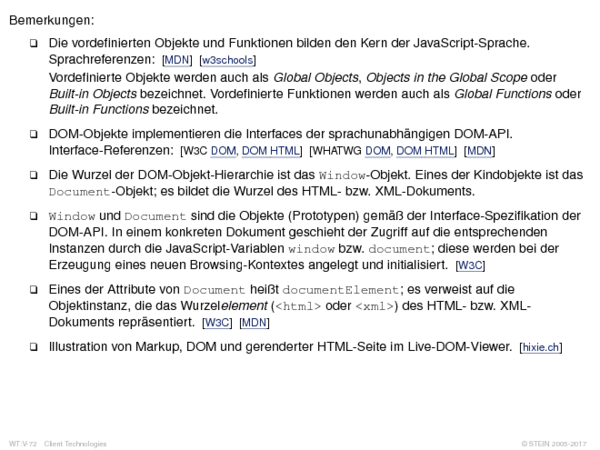 Bemerkungen:
❑ Die vordefinierten Objekte und Funktionen bilden den Kern der JavaScript-Sprache.
Sprachreferenzen: [MDN] [w3schools]
Vordefinierte Objekte werden auch als Global Objects, Objects in the Global Scope oder
Built-in Objects bezeichnet. Vordefinierte Funktionen werden auch als Global Functions oder
Built-in Functions bezeichnet.
❑ DOM-Objekte implementieren die Interfaces der sprachunabhängigen DOM-API.
Interface-Referenzen: [W3C DOM, DOM HTML] [WHATWG DOM, DOM HTML] [MDN]
❑ Die Wurzel der DOM-Objekt-Hierarchie ist das Window-Objekt. Eines der Kindobjekte ist das
Document-Objekt; es bildet die Wurzel des HTML- bzw. XML-Dokuments.
❑ Window und Document sind die Objekte (Prototypen) gemäß der Interface-Spezifikation der
DOM-API. In einem konkreten Dokument geschieht der Zugriff auf die entsprechenden
Instanzen durch die JavaScript-Variablen window bzw. document; diese werden bei der
Erzeugung eines neuen Browsing-Kontextes angelegt und initialisiert. [W3C]
❑ Eines der Attribute von Document heißt documentElement; es verweist auf die
Objektinstanz, die das Wurzelelement (<html> oder <xml>) des HTML- bzw. XML-
Dokuments repräsentiert. [W3C] [MDN]
❑ Illustration von Markup, DOM und gerenderter HTML-Seite im Live-DOM-Viewer. [hixie.ch]
WT:V-72 Client Technologies © STEIN 2005-2017